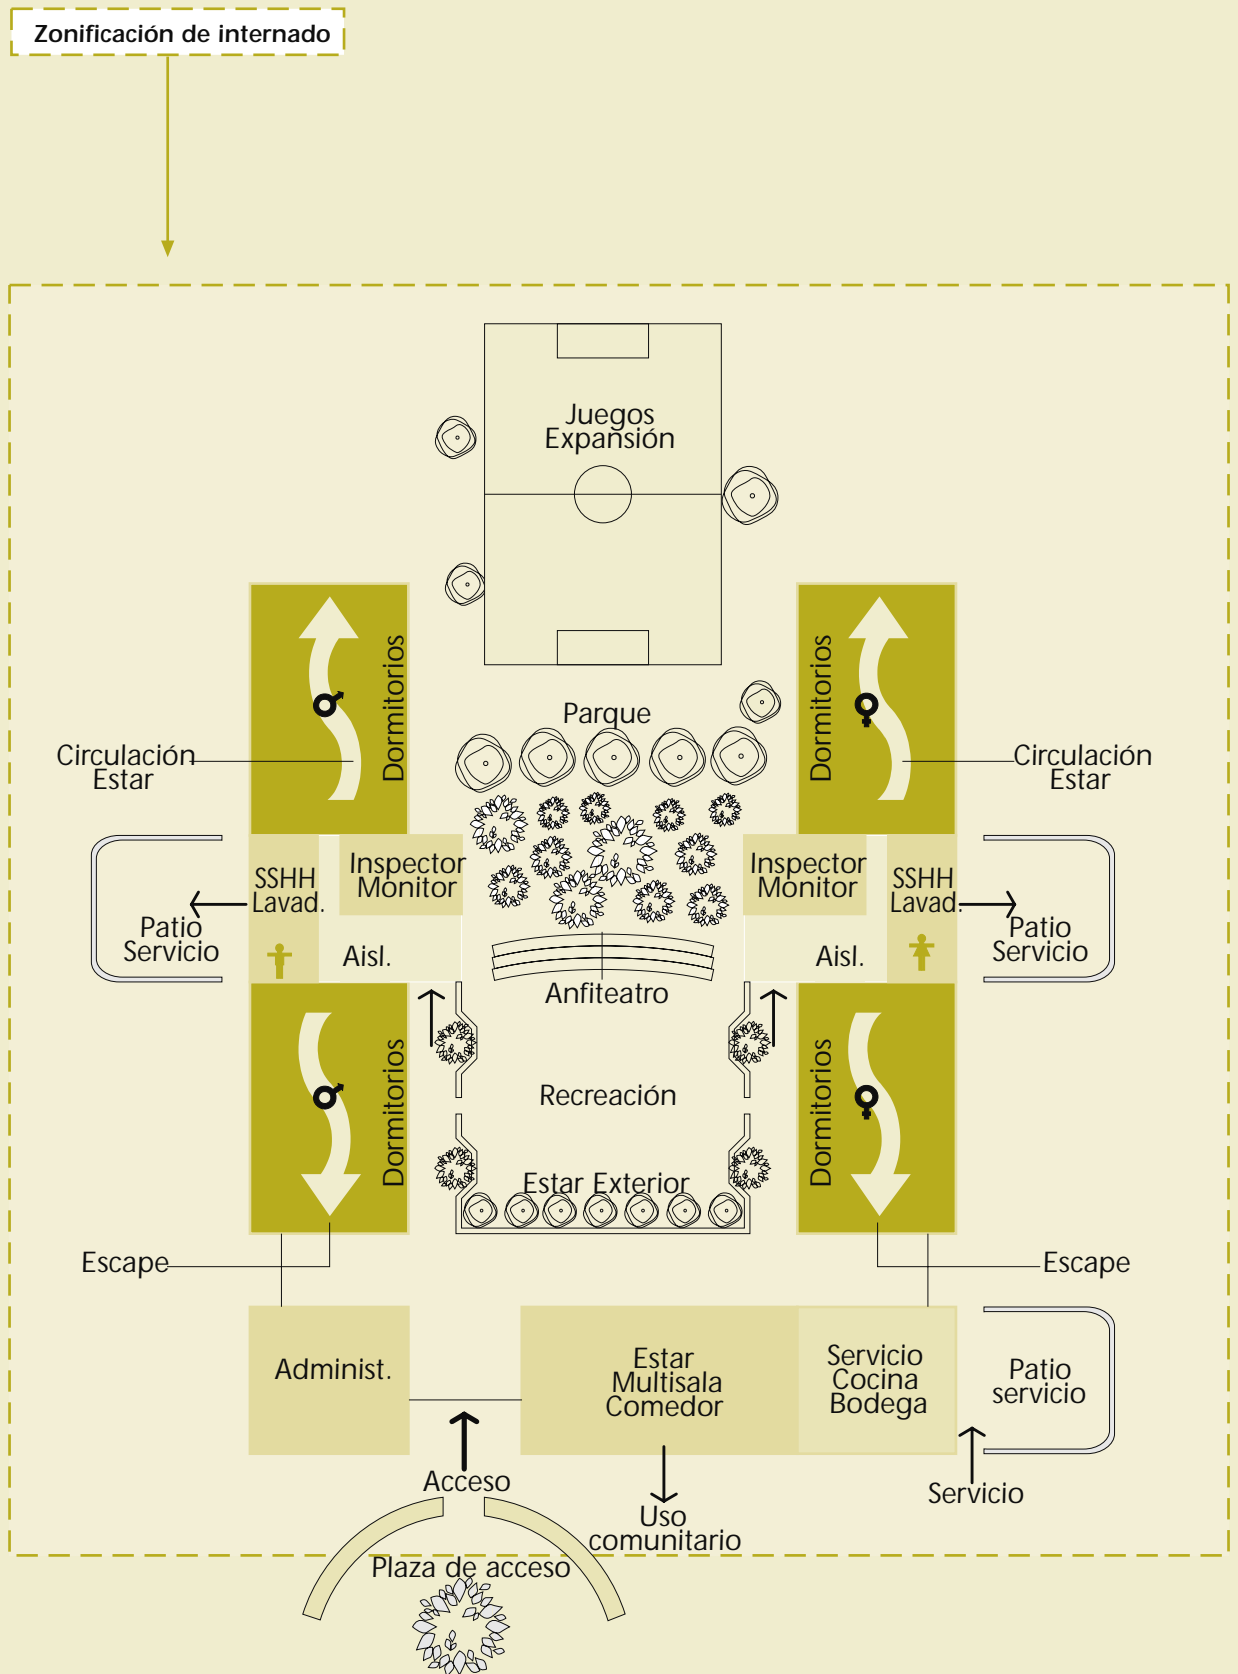 Zonificación de internado
Juegos
Expansión
Dormitorios
Dormitorios
Parque
Circulación
Estar
Circulación
Estar
Inspector
Monitor
Inspector
Monitor
SSHH
Lavad.
SSHH
Lavad.
Patio
Servicio
Patio
Servicio
Aisl.
Aisl.
Anfiteatro
Dormitorios
Dormitorios
Recreación
Estar Exterior
Escape
Escape
Administ.
Estar
Multisala
Comedor
Servicio
Cocina
Bodega
Patio
servicio
Acceso
Servicio
Uso
comunitario
Plaza de acceso